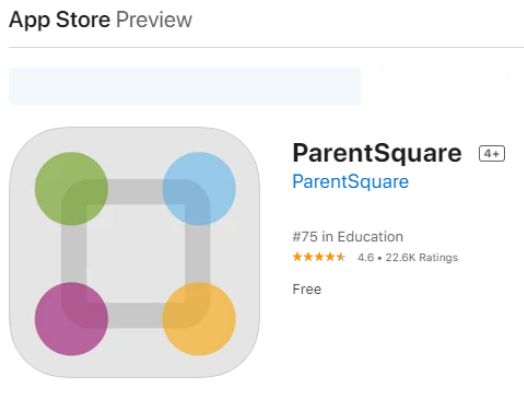 App Store Preview
ParentSquare 4+
ParentSquare
#75 in Education
4.6 • 22.6K Ratings
Free